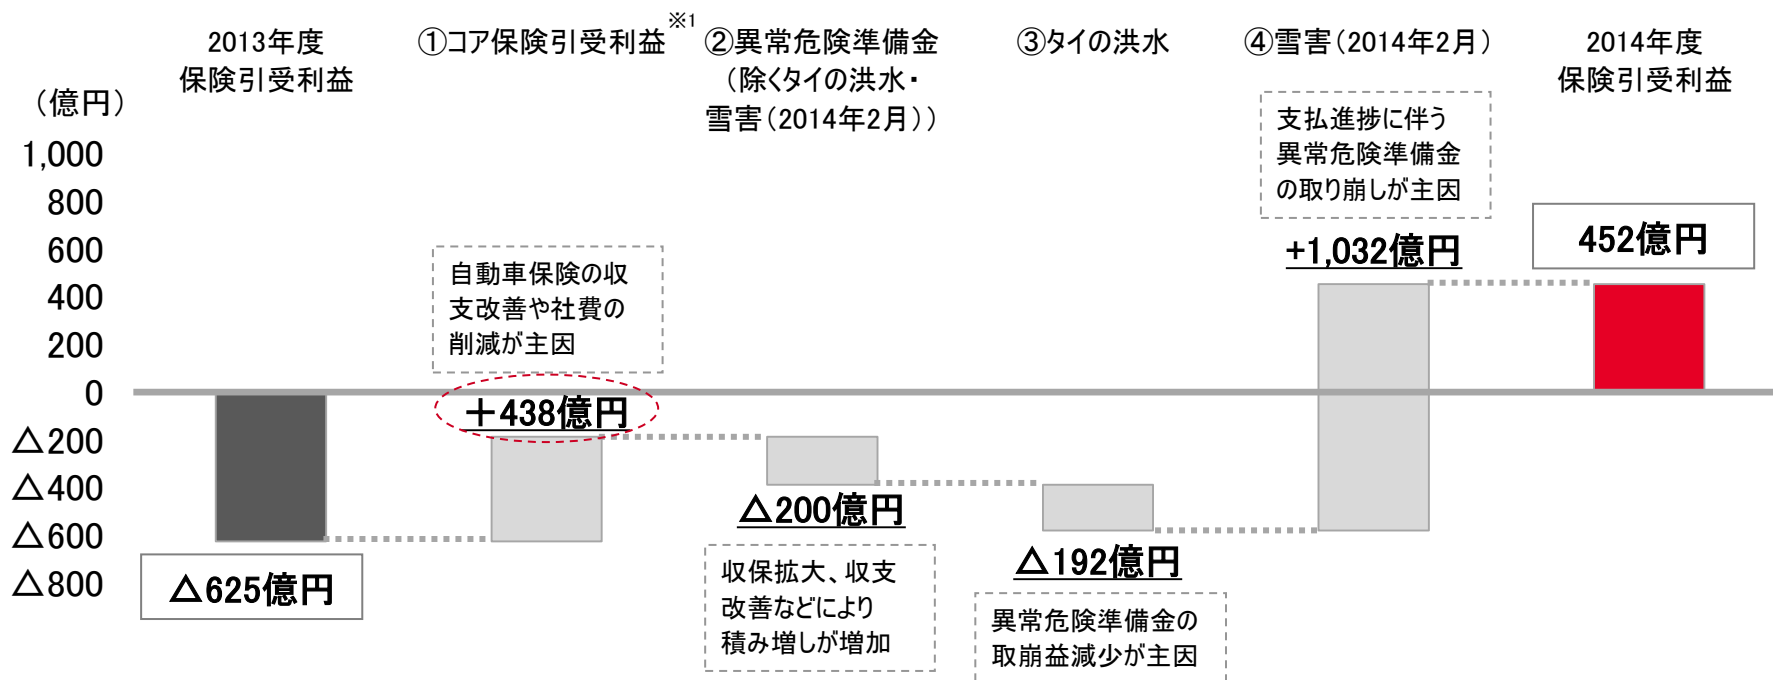 2013年度
保険引受利益
①コア保険引受利益※1
②異常危険準備金
（除くタイの洪水・
雪害（2014年2月））
③タイの洪水
④雪害（2014年2月）
2014年度
保険引受利益
（億円）
1,000
800
600
400
200
0
△200
△400
△600
△800
△625億円
自動車保険の収
支改善や社費の
削減が主因
＋438億円
△200億円
収保拡大、収支
改善などにより
積み増しが増加
△192億円
異常危険準備金の
取崩益減少が主因
支払進捗に伴う
異常危険準備金
の取り崩しが主因
+1,032億円
452億円